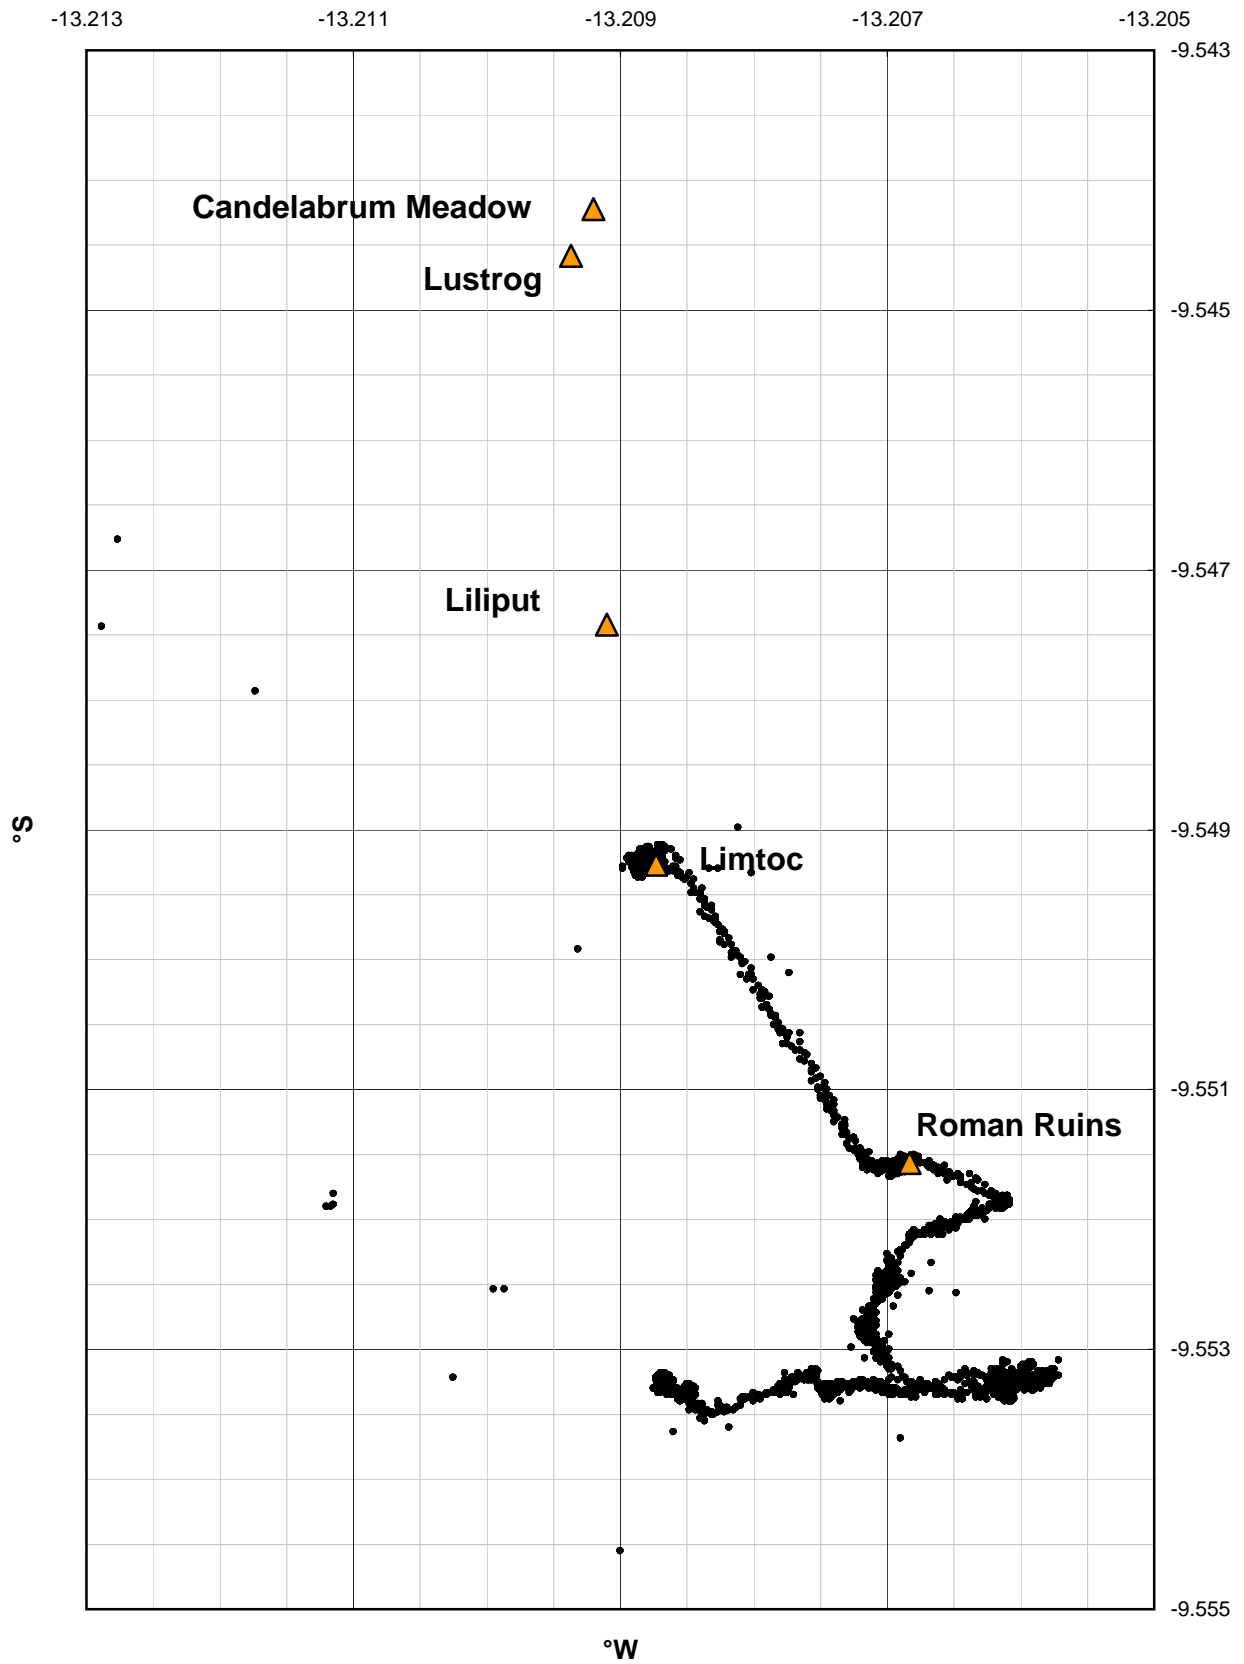 -13.213 -13.211 -13.209 -13.207 -13.205
-9.543
Candelabrum Meadow
Lustrog
-9.545
-9.547
Liliput
°S
-9.549
Limtoc
-9.551
Roman Ruins
-9.553
-9.555
°W